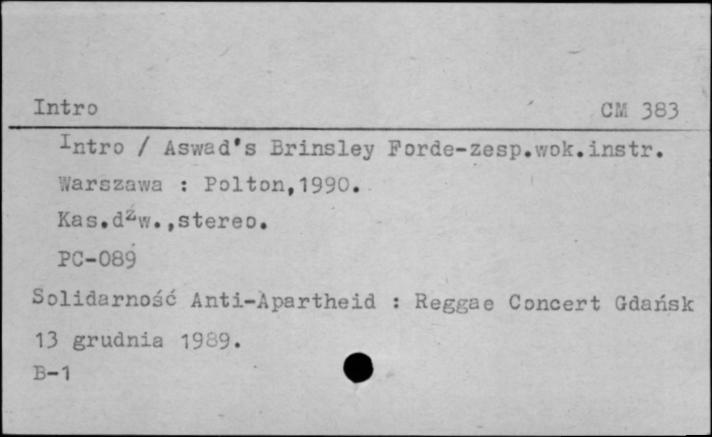 Intro CM 383
Intro / Aswad's Brinsley Forde-zesp.wok.instr.
Warszawa : Polton,1990.
Kas.dźw.,stereo.
PC-089
Solidarność Anti-Apartheid : Reggae Concert Gdańsk
13 grudnia 1989.
B-1